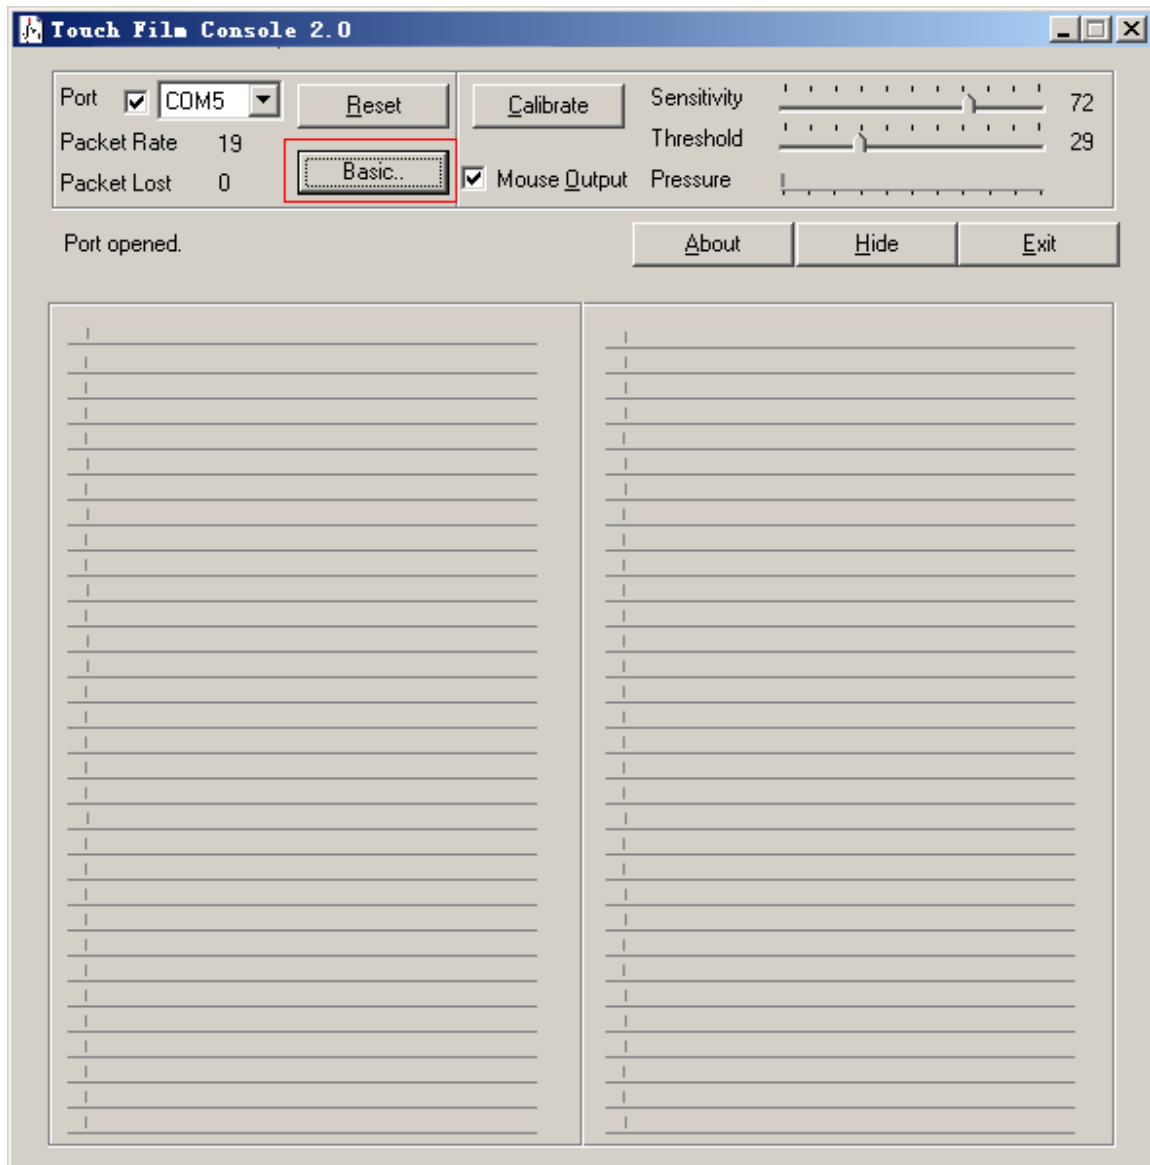 Touch Film Console 2.0
Port COM5 Reset Calibrate Sensitivity 72
Packet Rate 19 Threshold 29
Packet Lost 0 Basic.. Mouse Output Pressure
Port opened. About Hide Exit